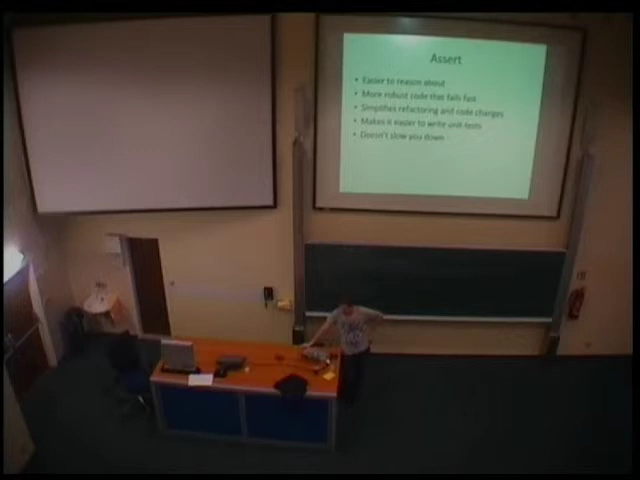 Assert
• Easier to reason about
• More robust code that fails fast
• Simplifies refactoring and code changes
• Makes it easier to write unit tests
• Doesn't slow you down